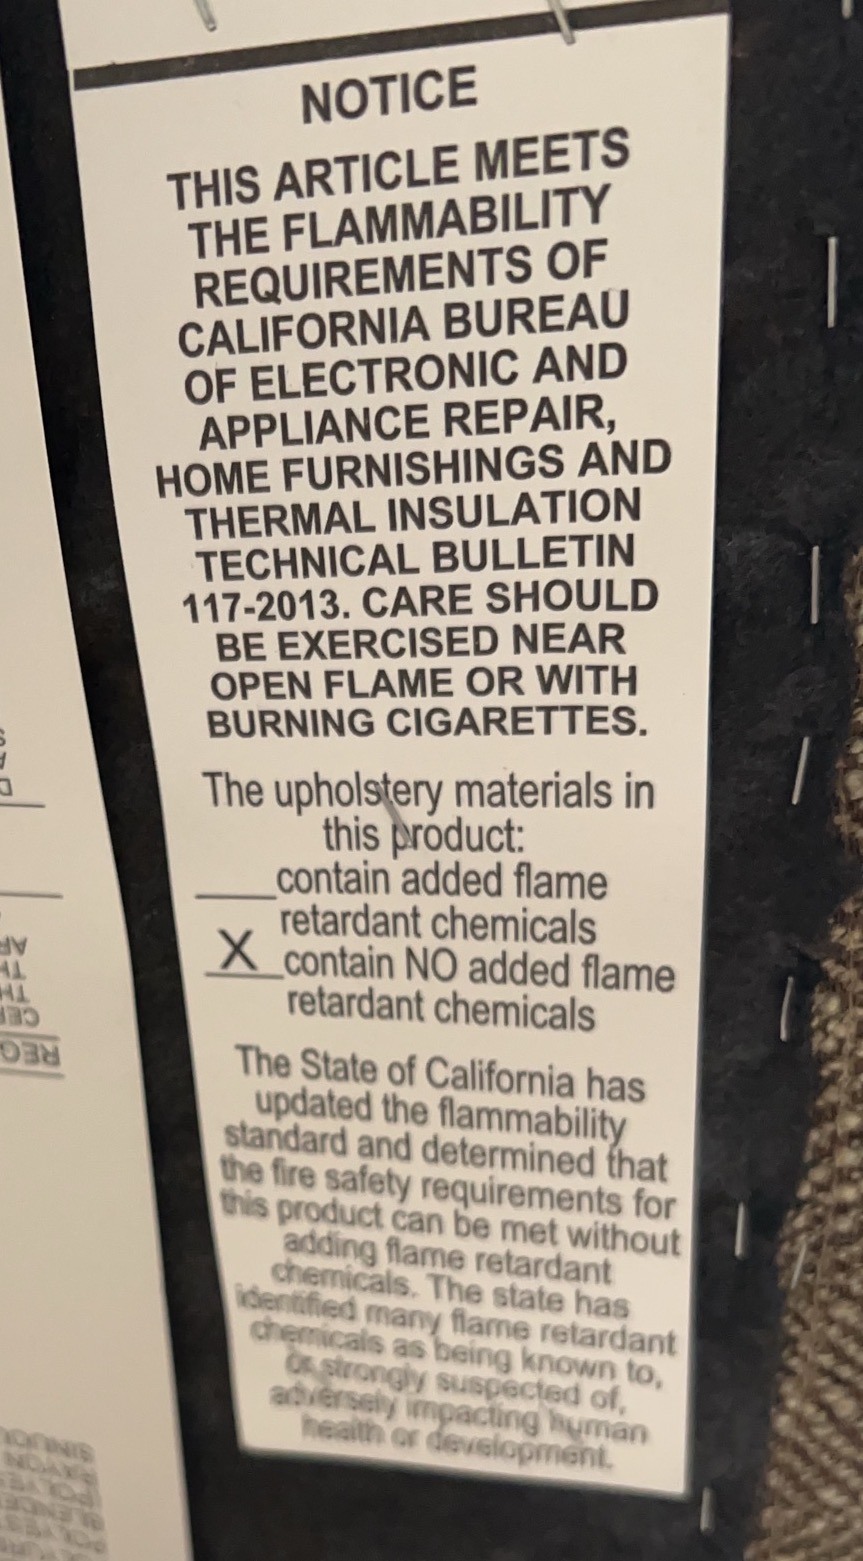 NOTICE
THIS ARTICLE MEETS
THE FLAMMABILITY
REQUIREMENTS OF
CALIFORNIA BUREAU
OF ELECTRONIC AND
APPLIANCE REPAIR,
HOME FURNISHINGS AND
THERMAL INSULATION
TECHNICAL BULLETIN
117-2013. CARE SHOULD
BE EXERCISED NEAR
OPEN FLAME OR WITH
BURNING CIGARETTES.
The upholstery materials in
this product:
____contain added flame
retardant chemicals
X contain NO added flame
retardant chemicals
The State of California has
updated the flammability
standard and determined that
the fire safety requirements for
this product can be met without
adding flame retardant
chemicals. The state has
identified many flame retardant
chemicals as being known to,
or strongly suspected of,
adversely impacting human
health or development.